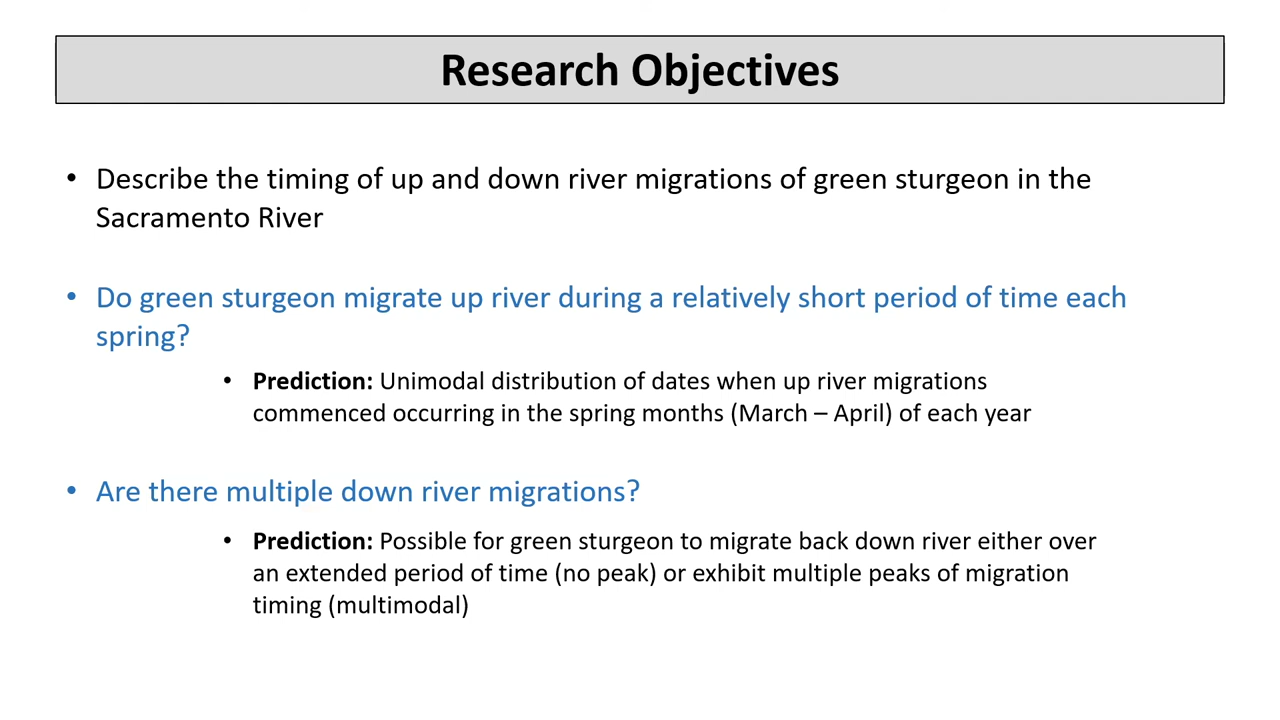 Research Objectives
• Describe the timing of up and down river migrations of green sturgeon in the
Sacramento River
• Do green sturgeon migrate up river during a relatively short period of time each
spring?
• Prediction: Unimodal distribution of dates when up river migrations
commenced occurring in the spring months (March – April) of each year
• Are there multiple down river migrations?
• Prediction: Possible for green sturgeon to migrate back down river either over
an extended period of time (no peak) or exhibit multiple peaks of migration
timing (multimodal)